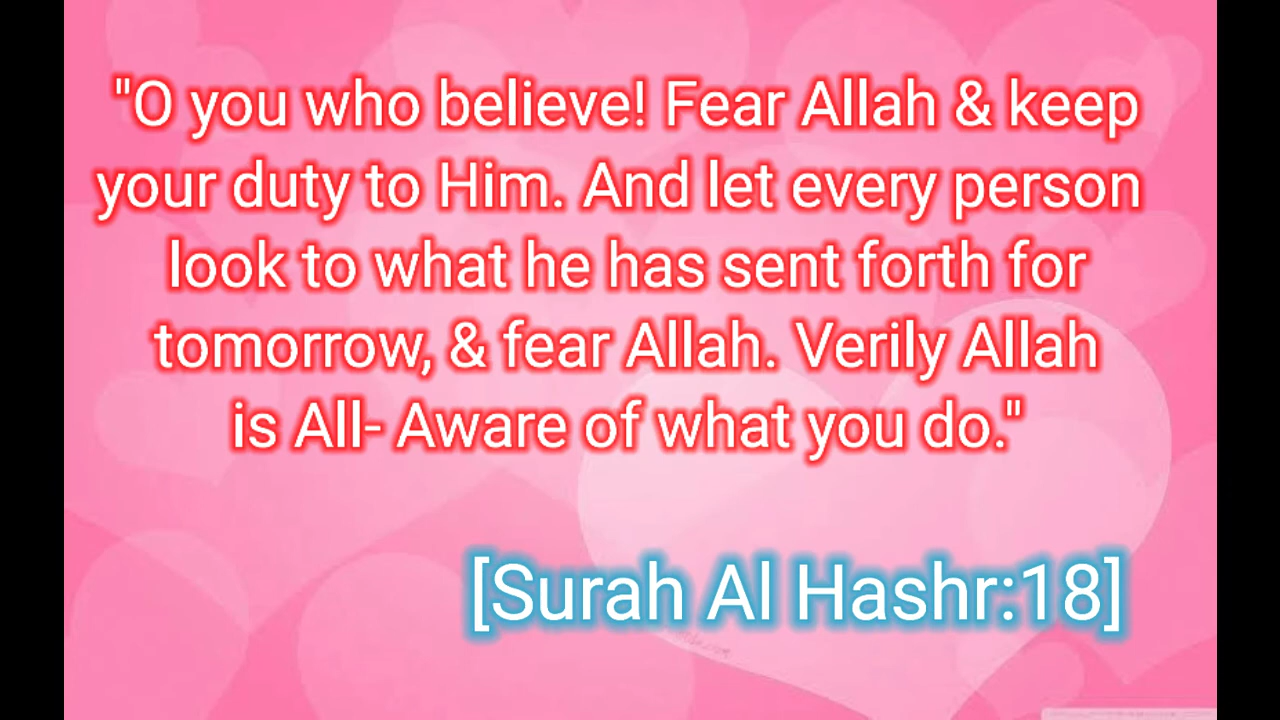 "O you who believe! Fear Allah & keep
your duty to Him. And let every person
look to what he has sent forth for
tomorrow, & fear Allah. Verily Allah
is All- Aware of what you do."
[Surah Al Hashr:18]